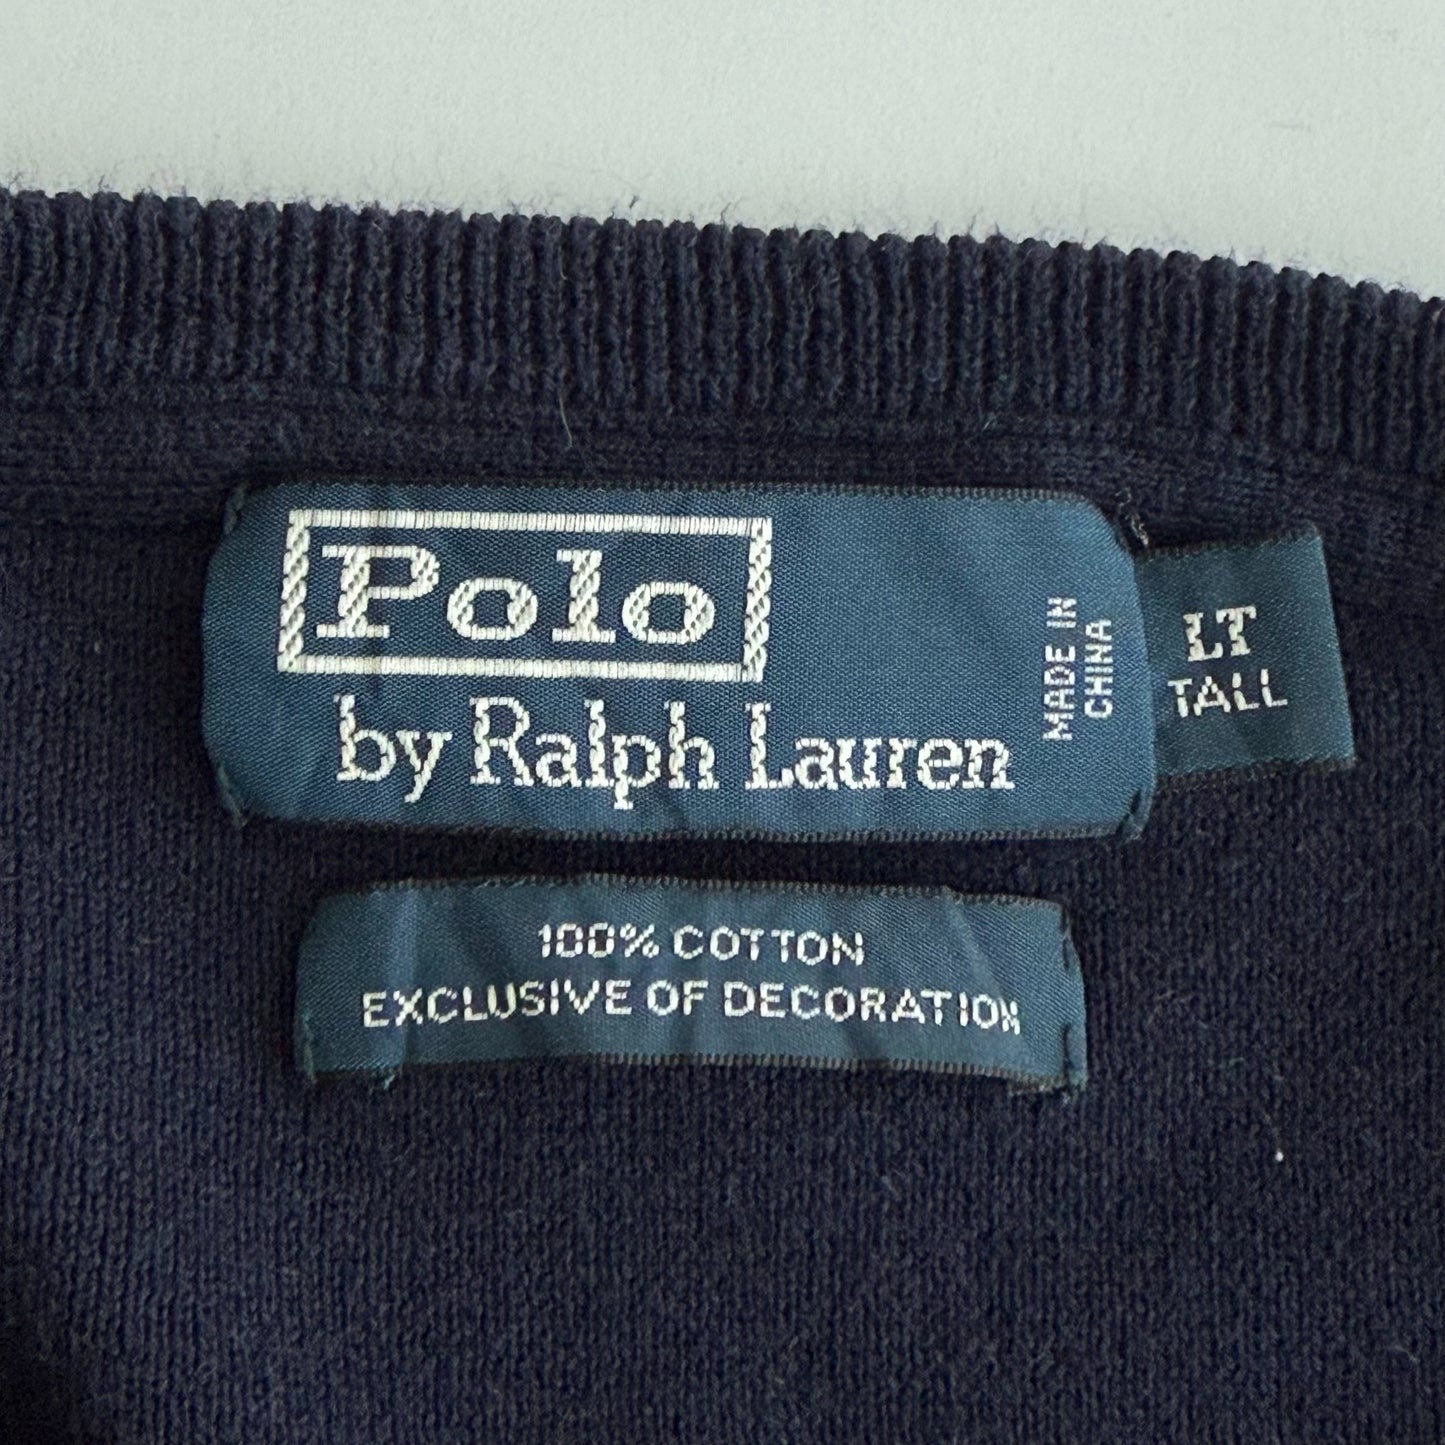 Polo
by Ralph Lauren
MADE IN
CHINA
LT
TALL
100% COTTON
EXCLUSIVE OF DECORATION